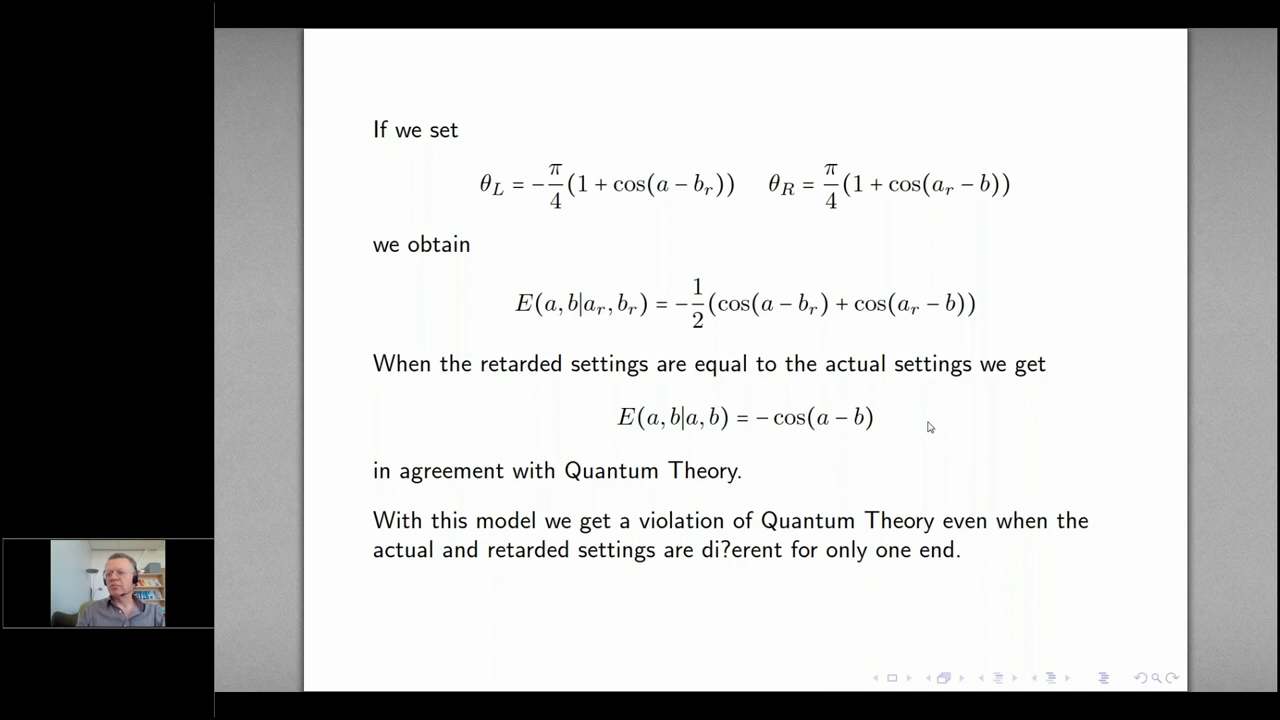 If we set
θ_L = −π/4(1 + cos(a − b_r))   θ_R = π/4(1 + cos(a_r − b))
we obtain
E(a, b|a_r, b_r) = −1/2(cos(a − b_r) + cos(a_r − b))
When the retarded settings are equal to the actual settings we get
E(a, b|a, b) = − cos(a − b)
in agreement with Quantum Theory.
With this model we get a violation of Quantum Theory even when the
actual and retarded settings are di?erent for only one end.